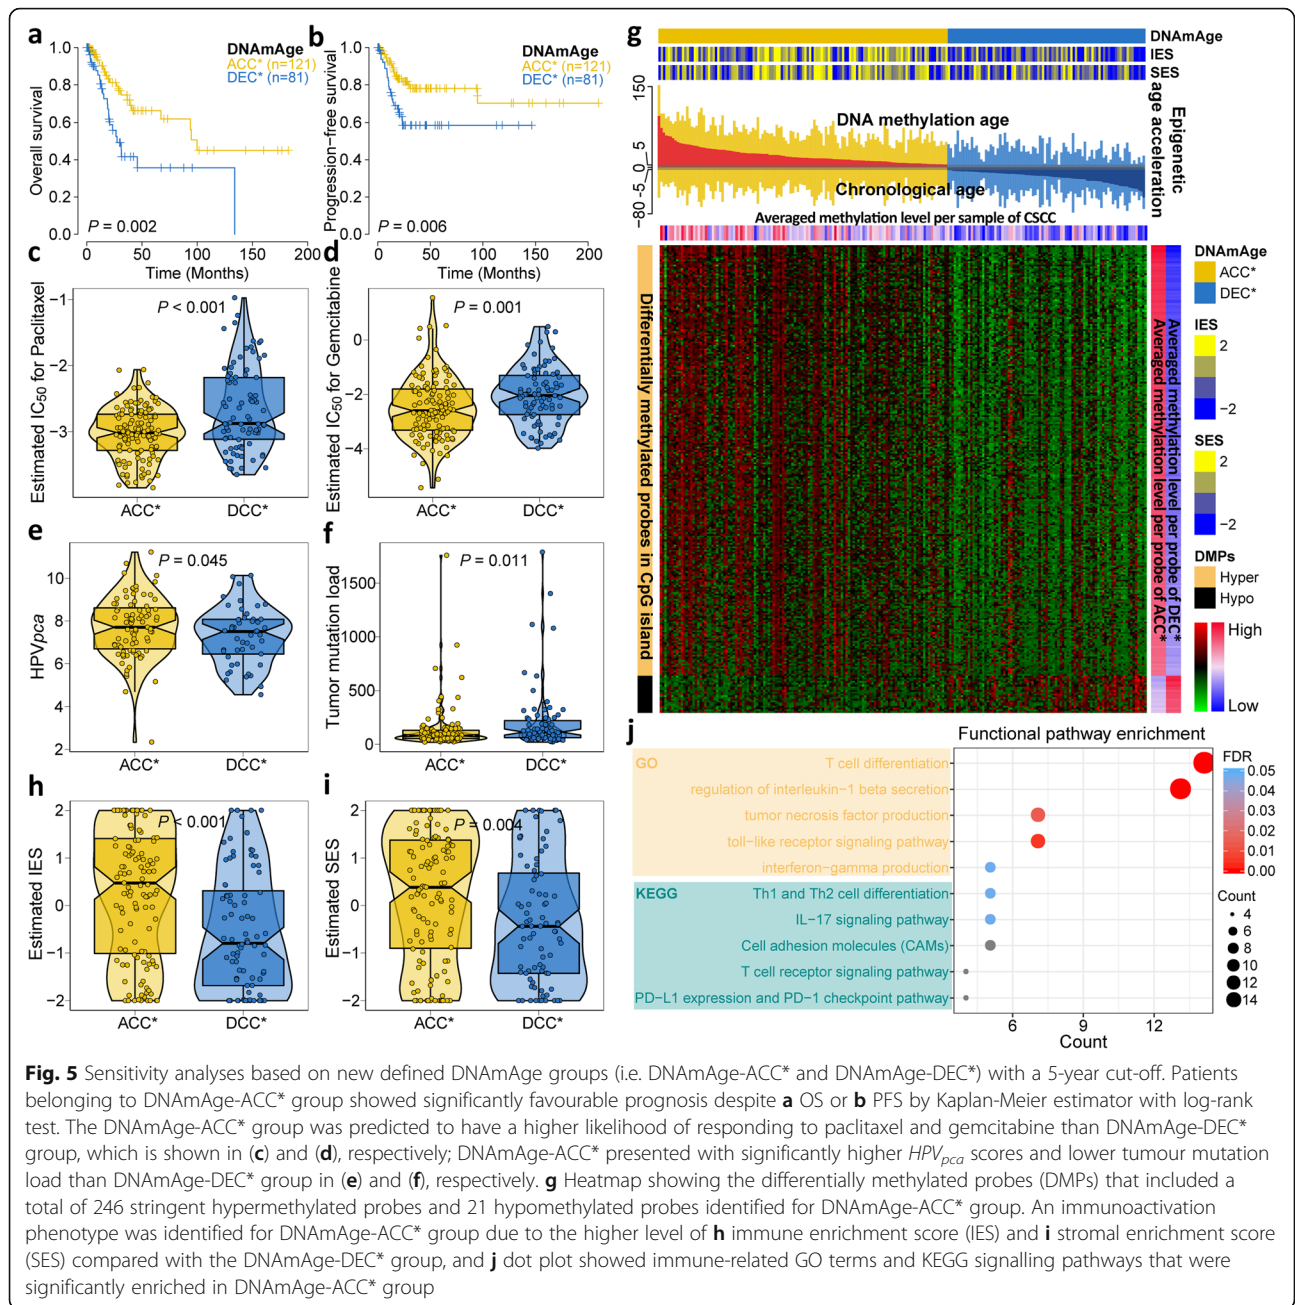 a
1.0
0.8
0.6
0.4
0.2
0.0
Overall survival
DNAmAge
ACC* (n=121)
DEC* (n=81)
P = 0.002
0 50 100 150 200
Time (Months)
b
1.0
0.8
0.6
0.4
0.2
0.0
Progression−free survival
DNAmAge
ACC* (n=121)
DEC* (n=81)
P = 0.006
0 50 100 150 200
Time (Months)
c
Estimated IC50 for Paclitaxel
−1
−2
−3
P < 0.001
ACC* DCC*
d
Estimated IC50 for Gemcitabine
0
−2
−4
P = 0.001
ACC* DCC*
e
HPVpca
10
8
6
4
2
P = 0.045
ACC* DCC*
f
Tumor mutation load
1500
1000
500
0
P = 0.011
ACC* DCC*
g
DNAmAge
IES
SES
150
5
0
−5
−80
DNA methylation age
Chronological age
Epigenetic
age acceleration
Averaged methylation level per sample of CSCC
Differentially methylated probes in CpG island
Averaged methylation level per probe of ACC*
Averaged methylation level per probe of DEC*
DNAmAge
ACC*
DEC*
IES
2
−2
SES
2
−2
DMPs
Hyper
Hypo
High
Low
h
Estimated IES
2
1
0
−1
−2
P < 0.001
ACC* DCC*
i
Estimated SES
2
1
0
−1
−2
P = 0.004
ACC* DCC*
j
Functional pathway enrichment
GO
T cell differentiation
regulation of interleukin−1 beta secretion
tumor necrosis factor production
toll−like receptor signaling pathway
interferon−gamma production
KEGG
Th1 and Th2 cell differentiation
IL−17 signaling pathway
Cell adhesion molecules (CAMs)
T cell receptor signaling pathway
PD−L1 expression and PD−1 checkpoint pathway
6 9 12
Count
FDR
0.05
0.04
0.03
0.02
0.01
0.00
Count
4
6
8
10
12
14
Fig. 5 Sensitivity analyses based on new defined DNAmAge groups (i.e. DNAmAge-ACC* and DNAmAge-DEC*) with a 5-year cut-off. Patients
belonging to DNAmAge-ACC* group showed significantly favourable prognosis despite a OS or b PFS by Kaplan-Meier estimator with log-rank
test. The DNAmAge-ACC* group was predicted to have a higher likelihood of responding to paclitaxel and gemcitabine than DNAmAge-DEC*
group, which is shown in (c) and (d), respectively; DNAmAge-ACC* presented with significantly higher HPVpca scores and lower tumour mutation
load than DNAmAge-DEC* group in (e) and (f), respectively. g Heatmap showing the differentially methylated probes (DMPs) that included a
total of 246 stringent hypermethylated probes and 21 hypomethylated probes identified for DNAmAge-ACC* group. An immunoactivation
phenotype was identified for DNAmAge-ACC* group due to the higher level of h immune enrichment score (IES) and i stromal enrichment score
(SES) compared with the DNAmAge-DEC* group, and j dot plot showed immune-related GO terms and KEGG signalling pathways that were
significantly enriched in DNAmAge-ACC* group